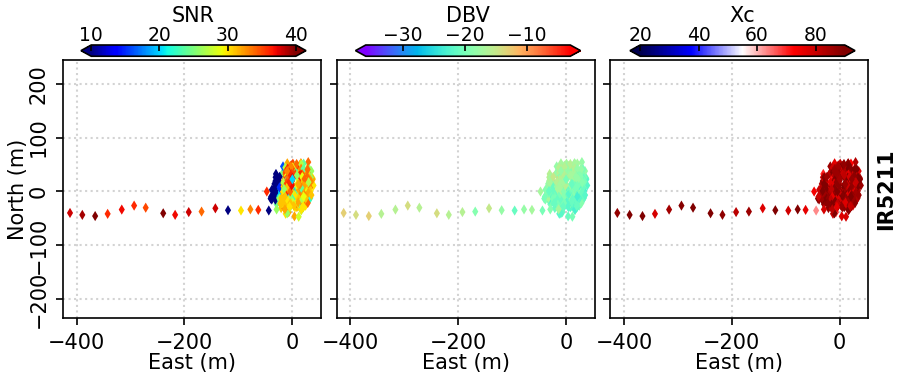 SNR DBV Xc
10 20 30 40 −30 −20 −10 20 40 60 80
200
100
0
−100
−200
North (m)
IR5211
−400 −200 0 −400 −200 0 −400 −200 0
East (m) East (m) East (m)